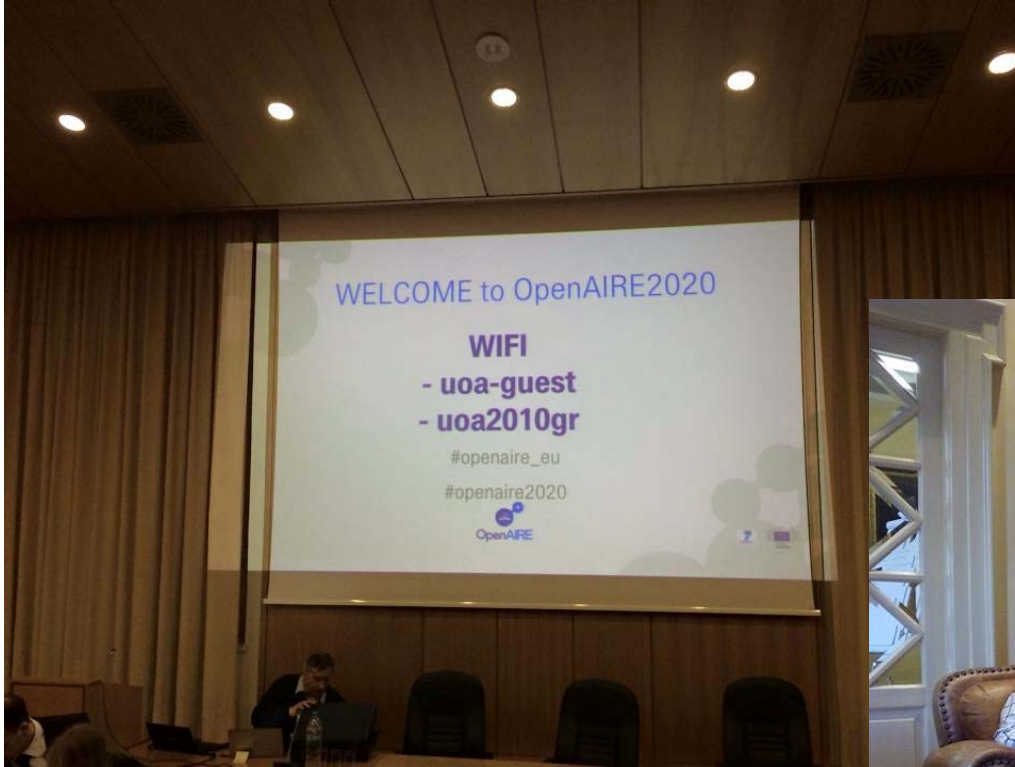 WELCOME to OpenAIRE2020
WIFI
- uoa-guest
- uoa2010gr
#openaire_eu
#openaire2020
OpenAIRE